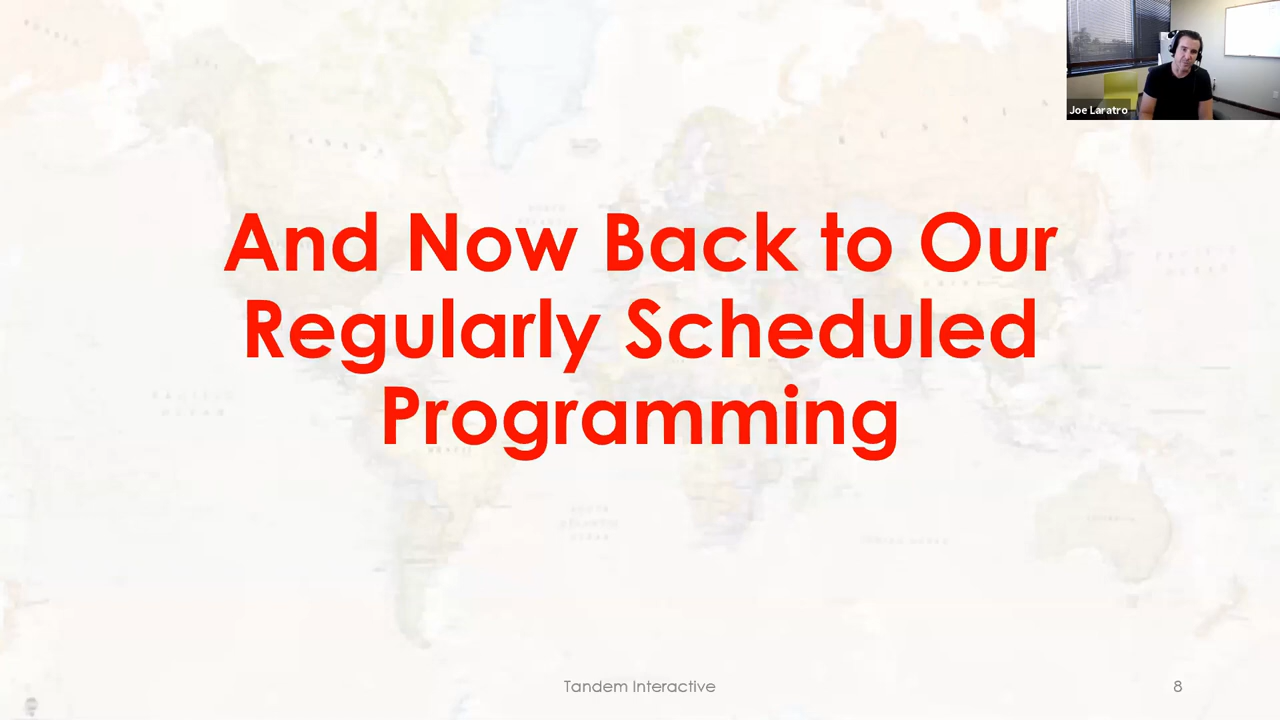 Joe Laratro
And Now Back to Our
Regularly Scheduled
Programming
Tandem Interactive
8